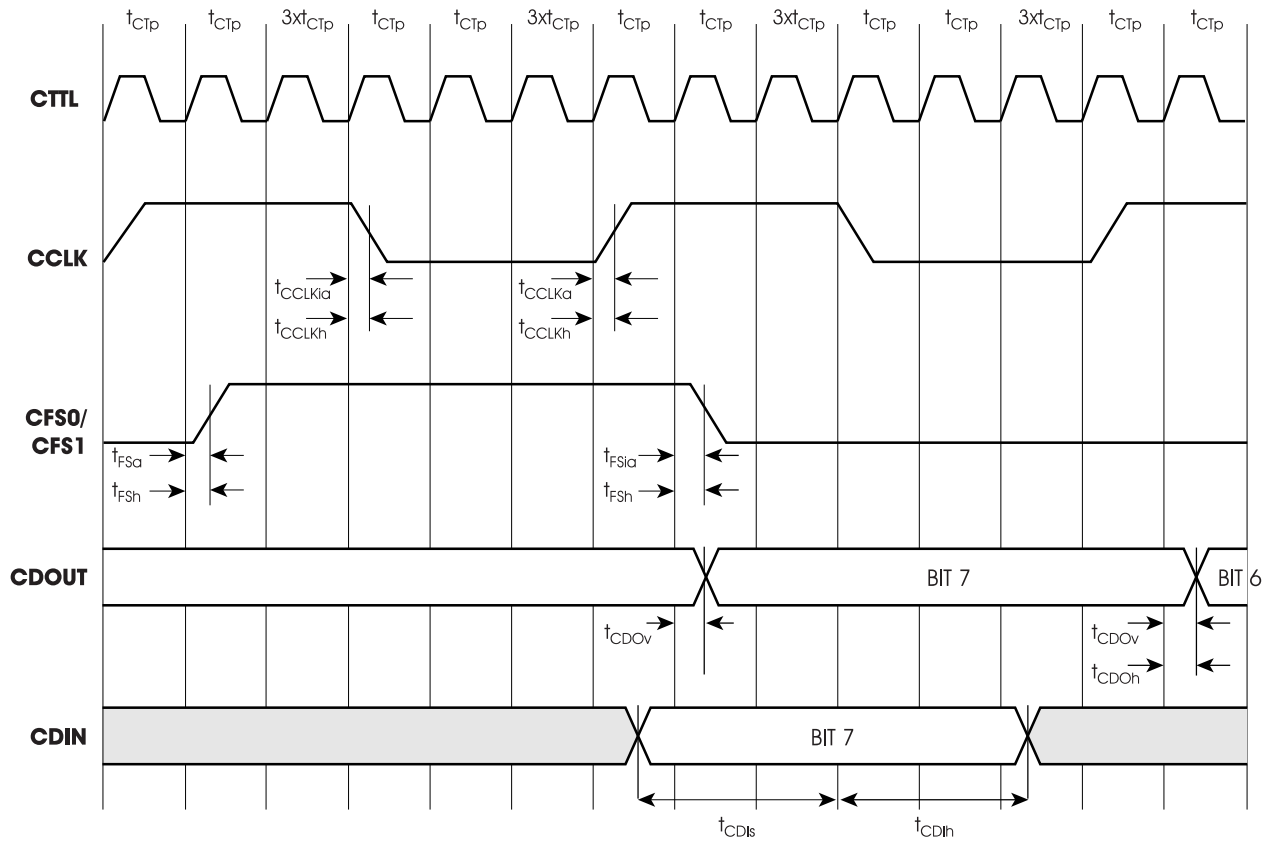 tCTp tCTp 3xtCTp tCTp tCTp 3xtCTp tCTp tCTp 3xtCTp tCTp tCTp 3xtCTp tCTp tCTp
CTTL
CCLK
tCCLKia tCCLKa
tCCLKh tCCLKh
CFS0/
CFS1
tFSa tFSia
tFSh tFSh
CDOUT BIT 7 BIT 6
tCDOv tCDOv
tCDOh
CDIN BIT 7
tCDIs tCDIh